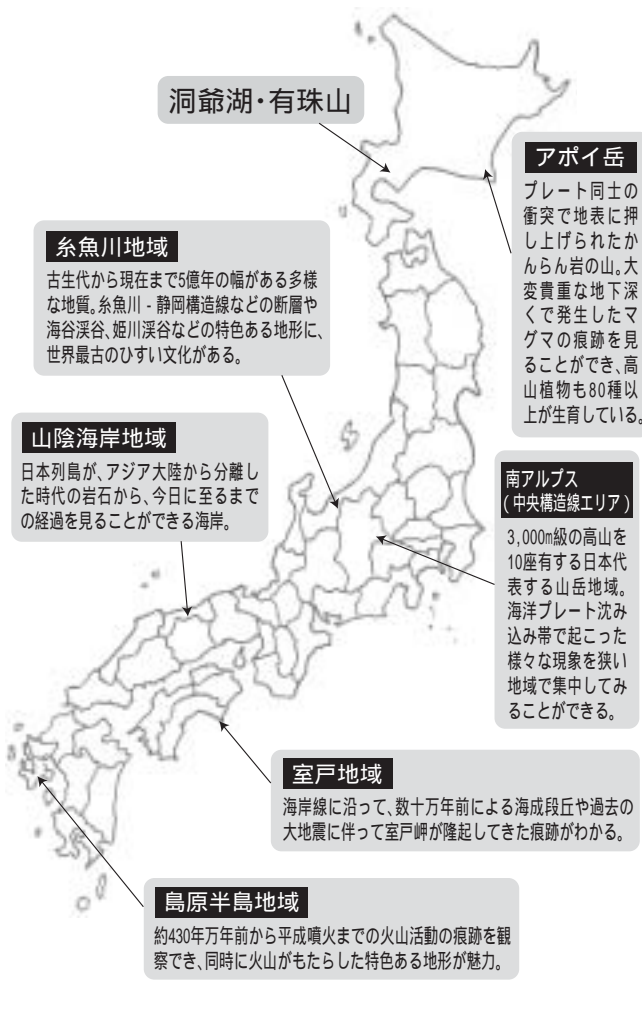 洞爺湖・有珠山
アポイ岳
プレート同士の
衝突で地表に押
し上げられたか
んらん岩の山。大
変貴重な地下深
くで発生したマ
グマの痕跡を見
ることができ、高
山植物も80種以
上が生育している。
糸魚川地域
古生代から現在まで5億年の幅がある多様
な地質。糸魚川 - 静岡構造線などの断層や
海谷渓谷、姫川渓谷などの特色ある地形に、
世界最古のひすい文化がある。
山陰海岸地域
日本列島が、アジア大陸から分離し
た時代の岩石から、今日に至るまで
の経過を見ることができる海岸。
南アルプス
(中央構造線エリア)
3,000m級の高山を
10座有する日本代
表する山岳地域。
海洋プレート沈み
込み帯で起こった
様々な現象を狭い
地域で集中してみ
ることができる。
室戸地域
海岸線に沿って、数十万年前による海成段丘や過去の
大地震に伴って室戸岬が隆起してきた痕跡がわかる。
島原半島地域
約430年万年前から平成噴火までの火山活動の痕跡を観
察でき、同時に火山がもたらした特色ある地形が魅力。